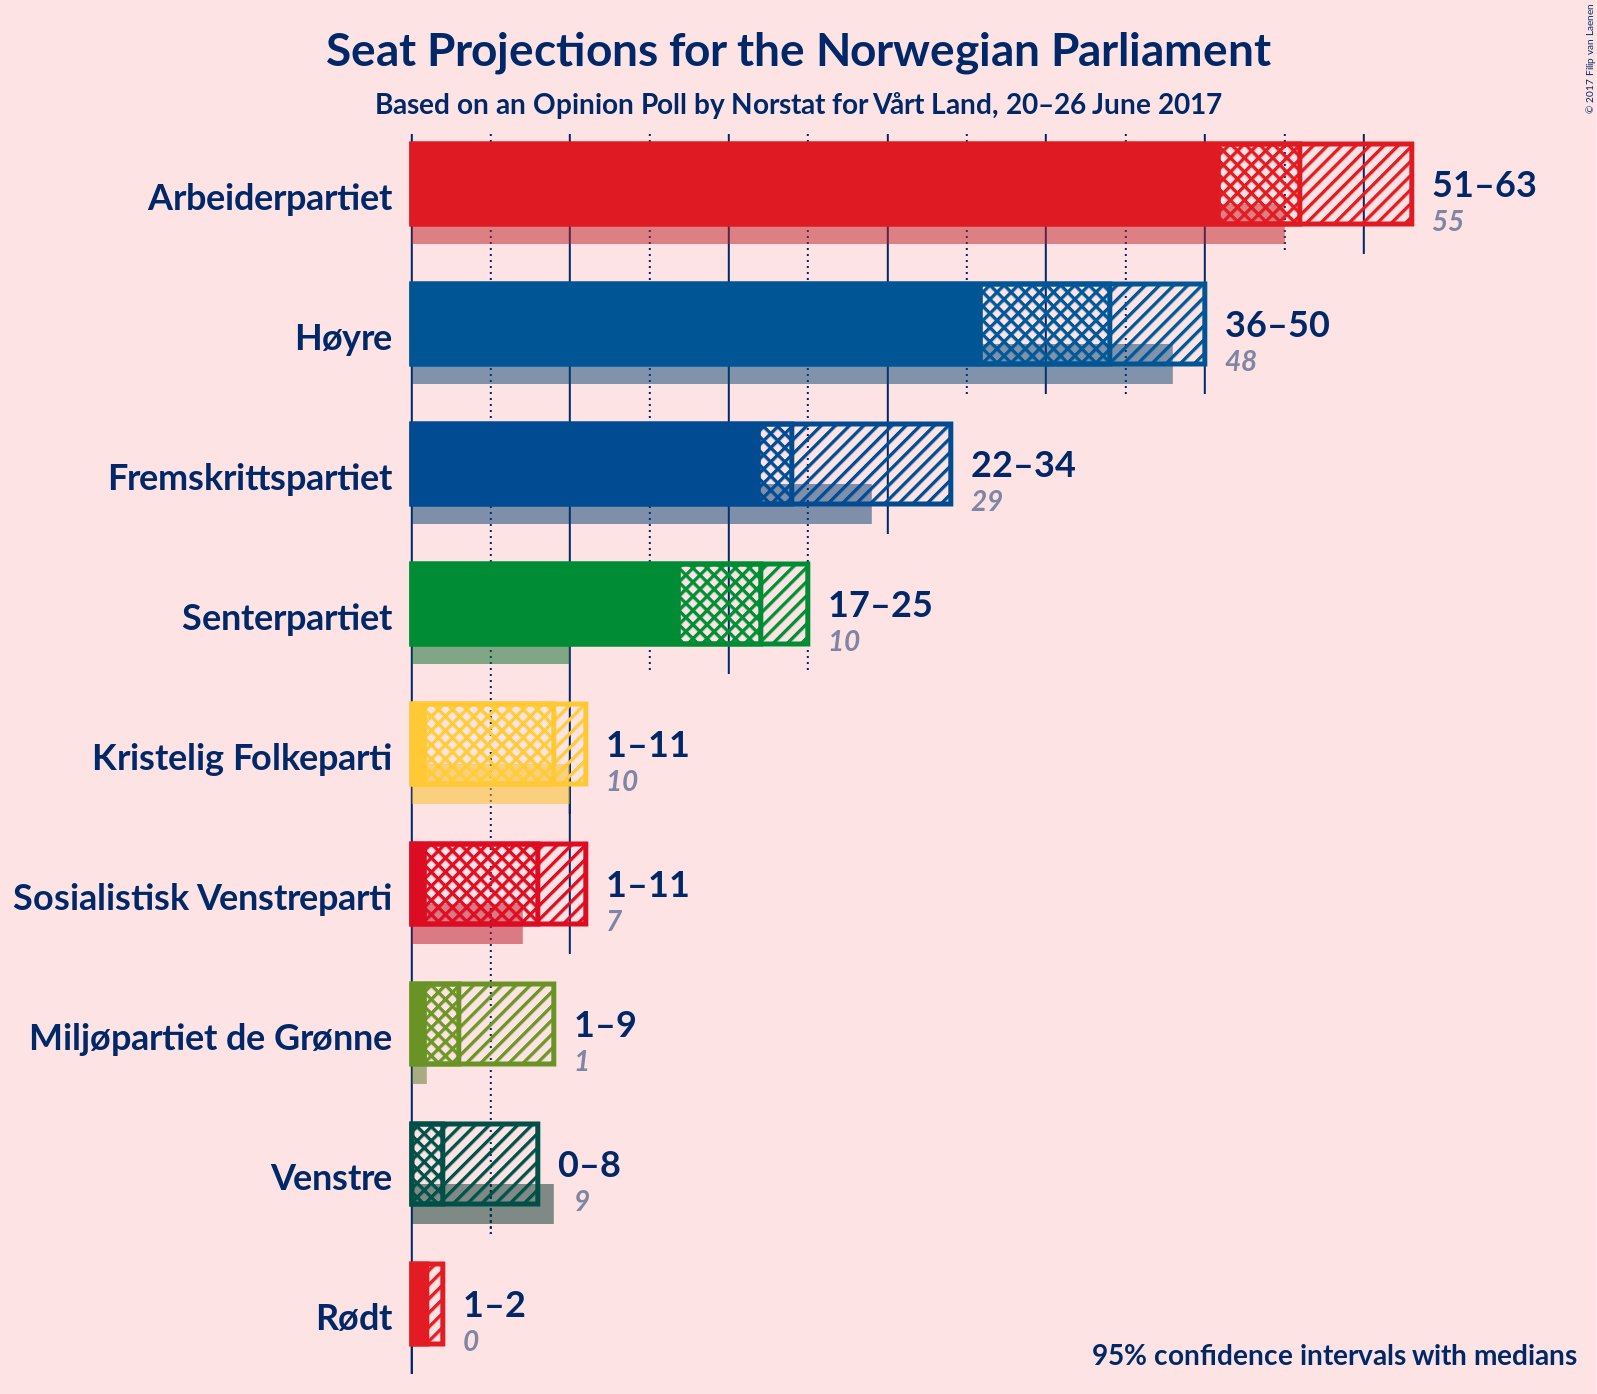 Seat Projections for the Norwegian Parliament
Based on an Opinion Poll by Norstat for Vårt Land, 20–26 June 2017
© 2017 Filip van Laenen
Arbeiderpartiet
51–63
55
Høyre
36–50
48
Fremskrittspartiet
22–34
29
Senterpartiet
17–25
10
Kristelig Folkeparti
1–11
10
Sosialistisk Venstreparti
1–11
7
Miljøpartiet de Grønne
1–9
1
Venstre
0–8
9
Rødt
1–2
0
95% confidence intervals with medians